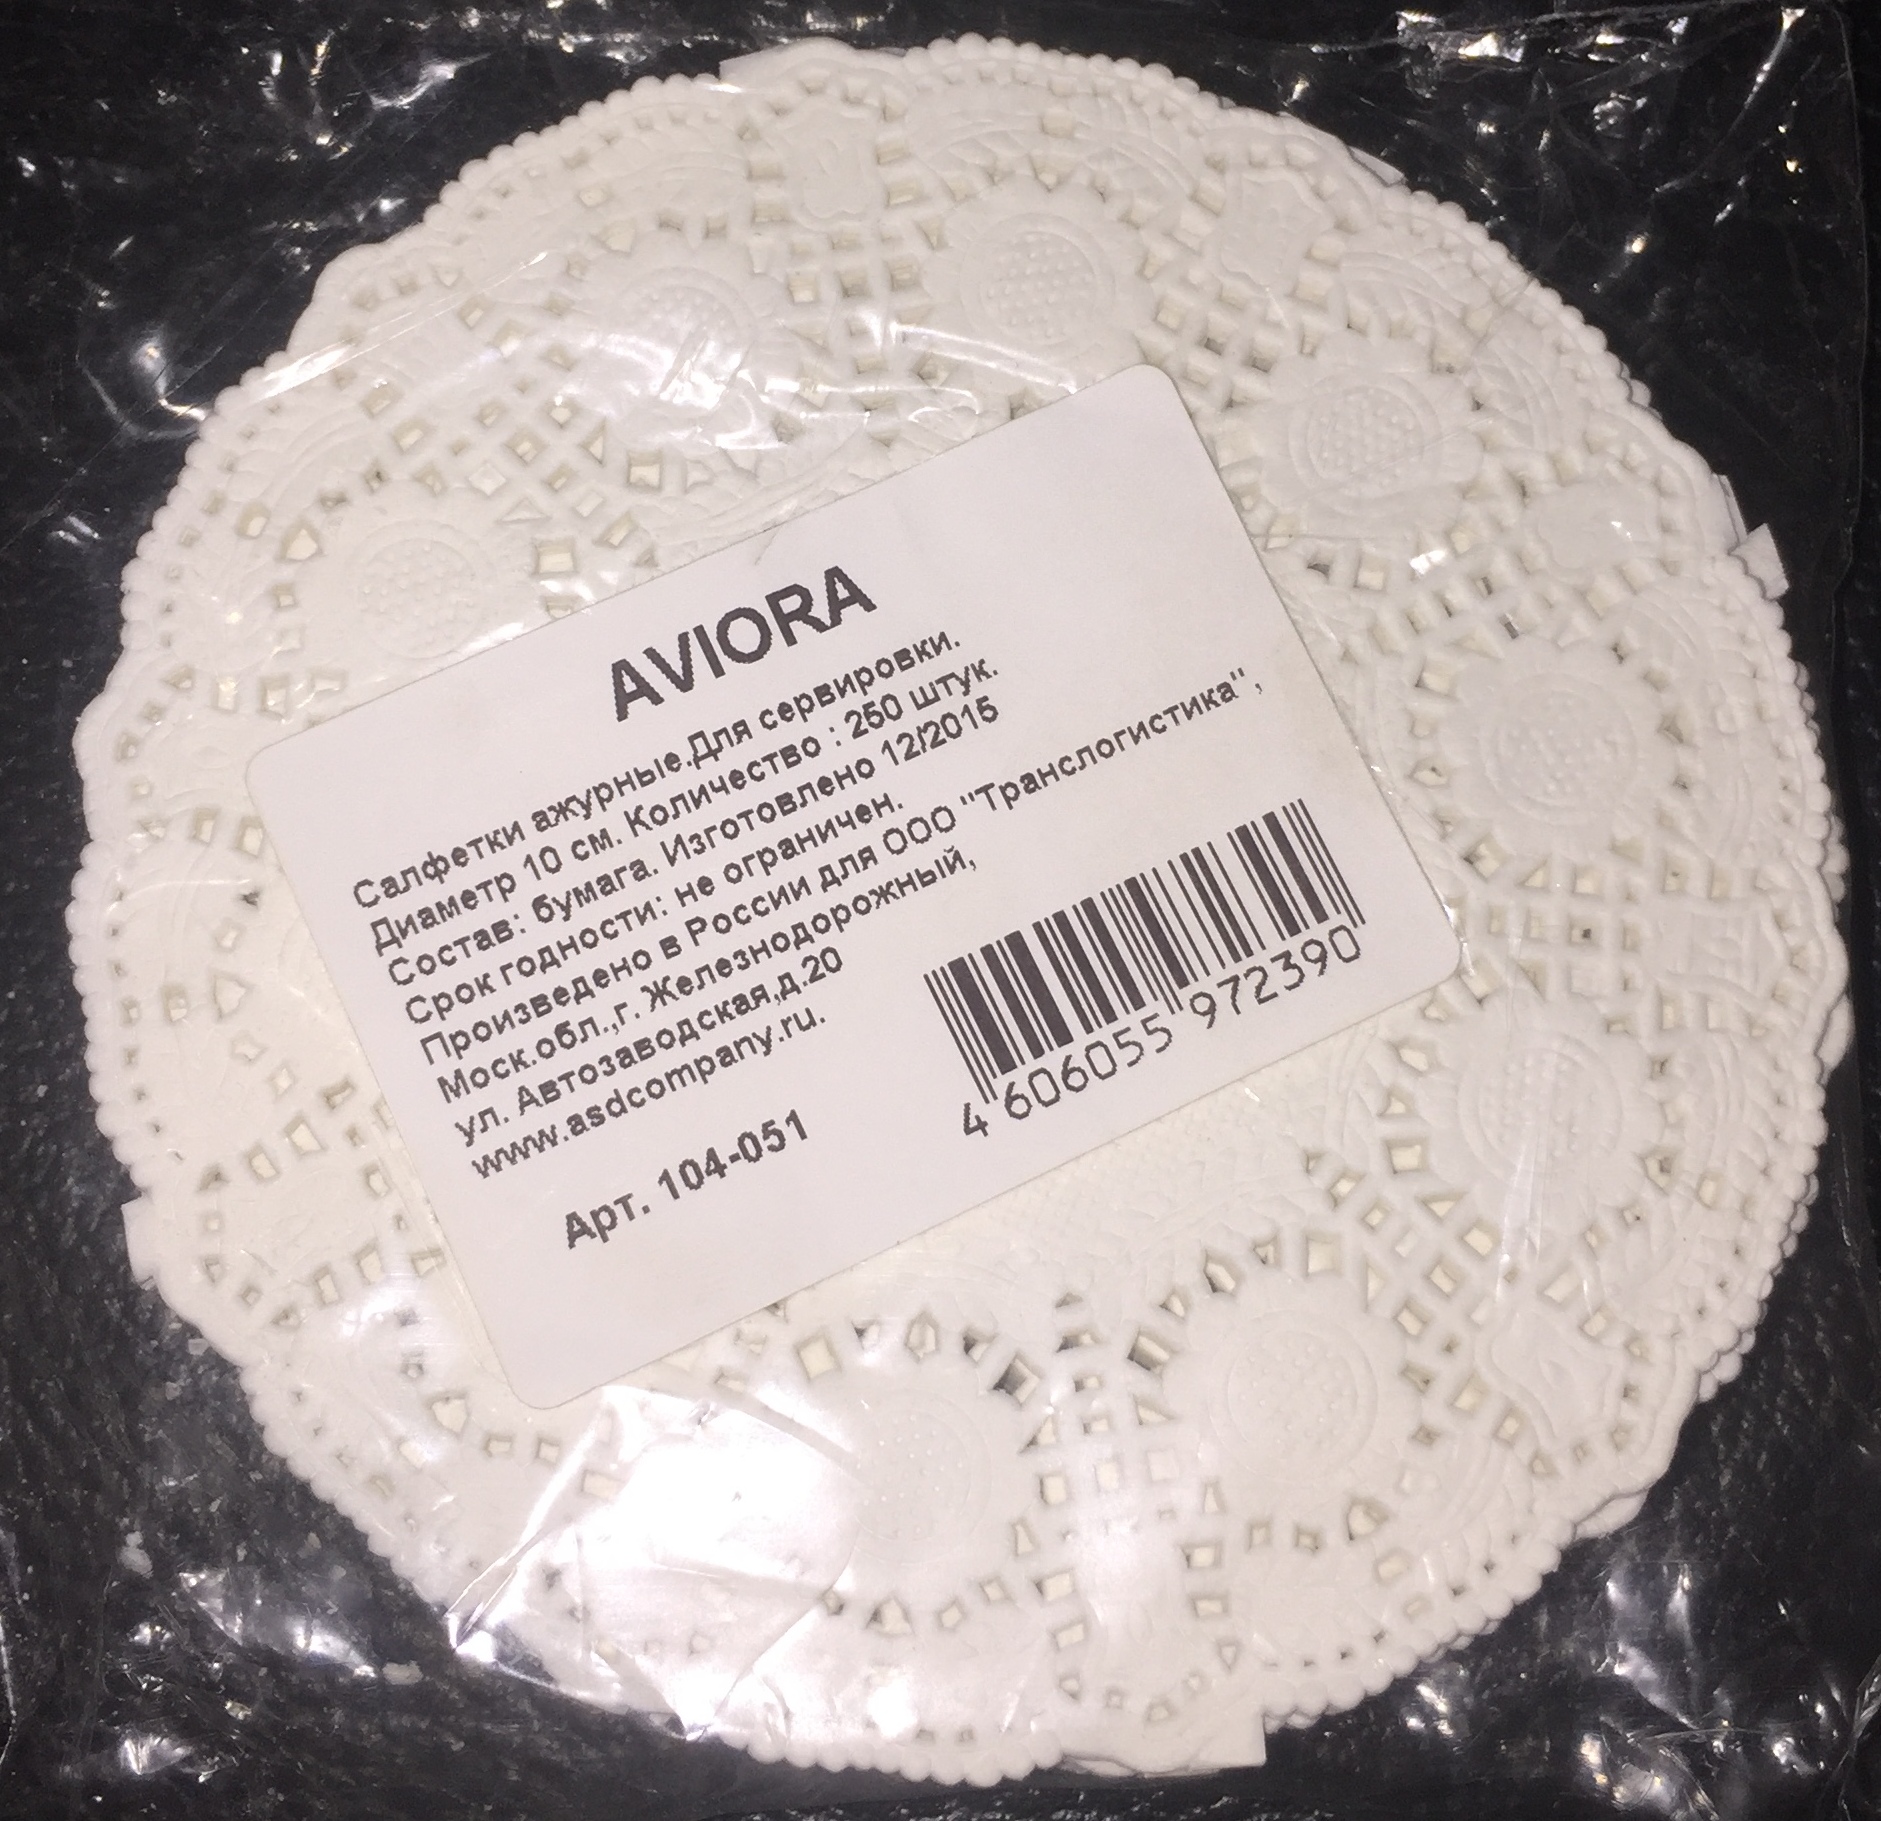 AVIORA
Салфетки ажурные.Для сервировки.
Диаметр 10 см. Количество : 250 штук.
Состав: бумага. Изготовлено 12/2015
Срок годности: не ограничен.
Произведено в России для ООО "Транслогистика",
Моск.обл.,г. Железнодорожный,
ул. Автозаводская,д.20
www.asdcompany.ru.
Арт. 104-051
4 606055 972390